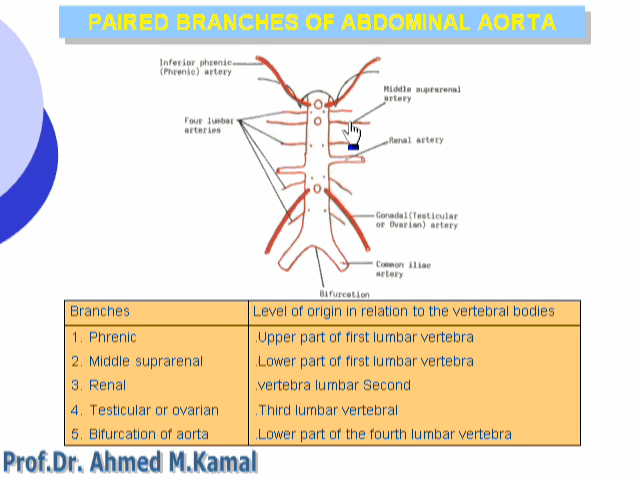 PAIRED BRANCHES OF ABDOMINAL AORTA
Inferior phrenic
(Phrenic) artery
Middle suprarenal
artery
Four lumbar
arteries
Renal artery
Gonadal(Testicular
or Ovarian) artery
Common iliac
artery
Bifurcation
Branches
Level of origin in relation to the vertebral bodies
1. Phrenic
.Upper part of first lumbar vertebra
2. Middle suprarenal
.Lower part of first lumbar vertebra
3. Renal
.vertebra lumbar Second
4. Testicular or ovarian
.Third lumbar vertebral
5. Bifurcation of aorta
.Lower part of the fourth lumbar vertebra
Prof.Dr. Ahmed M.Kamal